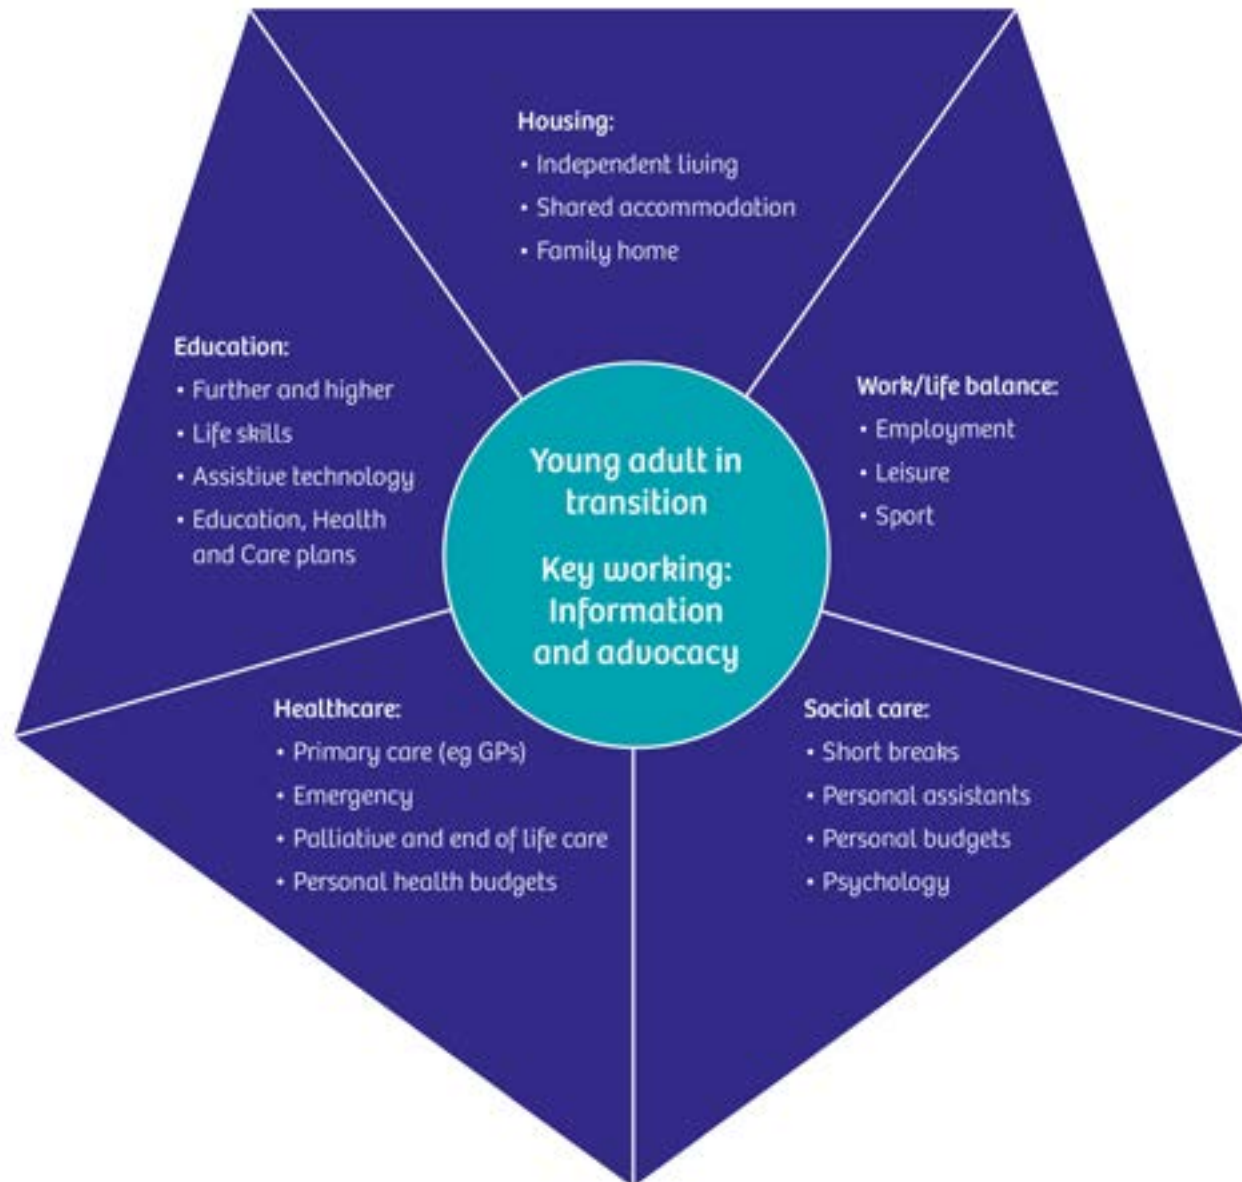 Housing:
• Independent living
• Shared accommodation
• Family home
Education:
• Further and higher
• Life skills
• Assistive technology
• Education, Health
and Care plans
Work/life balance:
• Employment
• Leisure
• Sport
Young adult in
transition
Key working:
Information
and advocacy
Healthcare:
• Primary care (eg GPs)
• Emergency
• Palliative and end of life care
• Personal health budgets
Social care:
• Short breaks
• Personal assistants
• Personal budgets
• Psychology